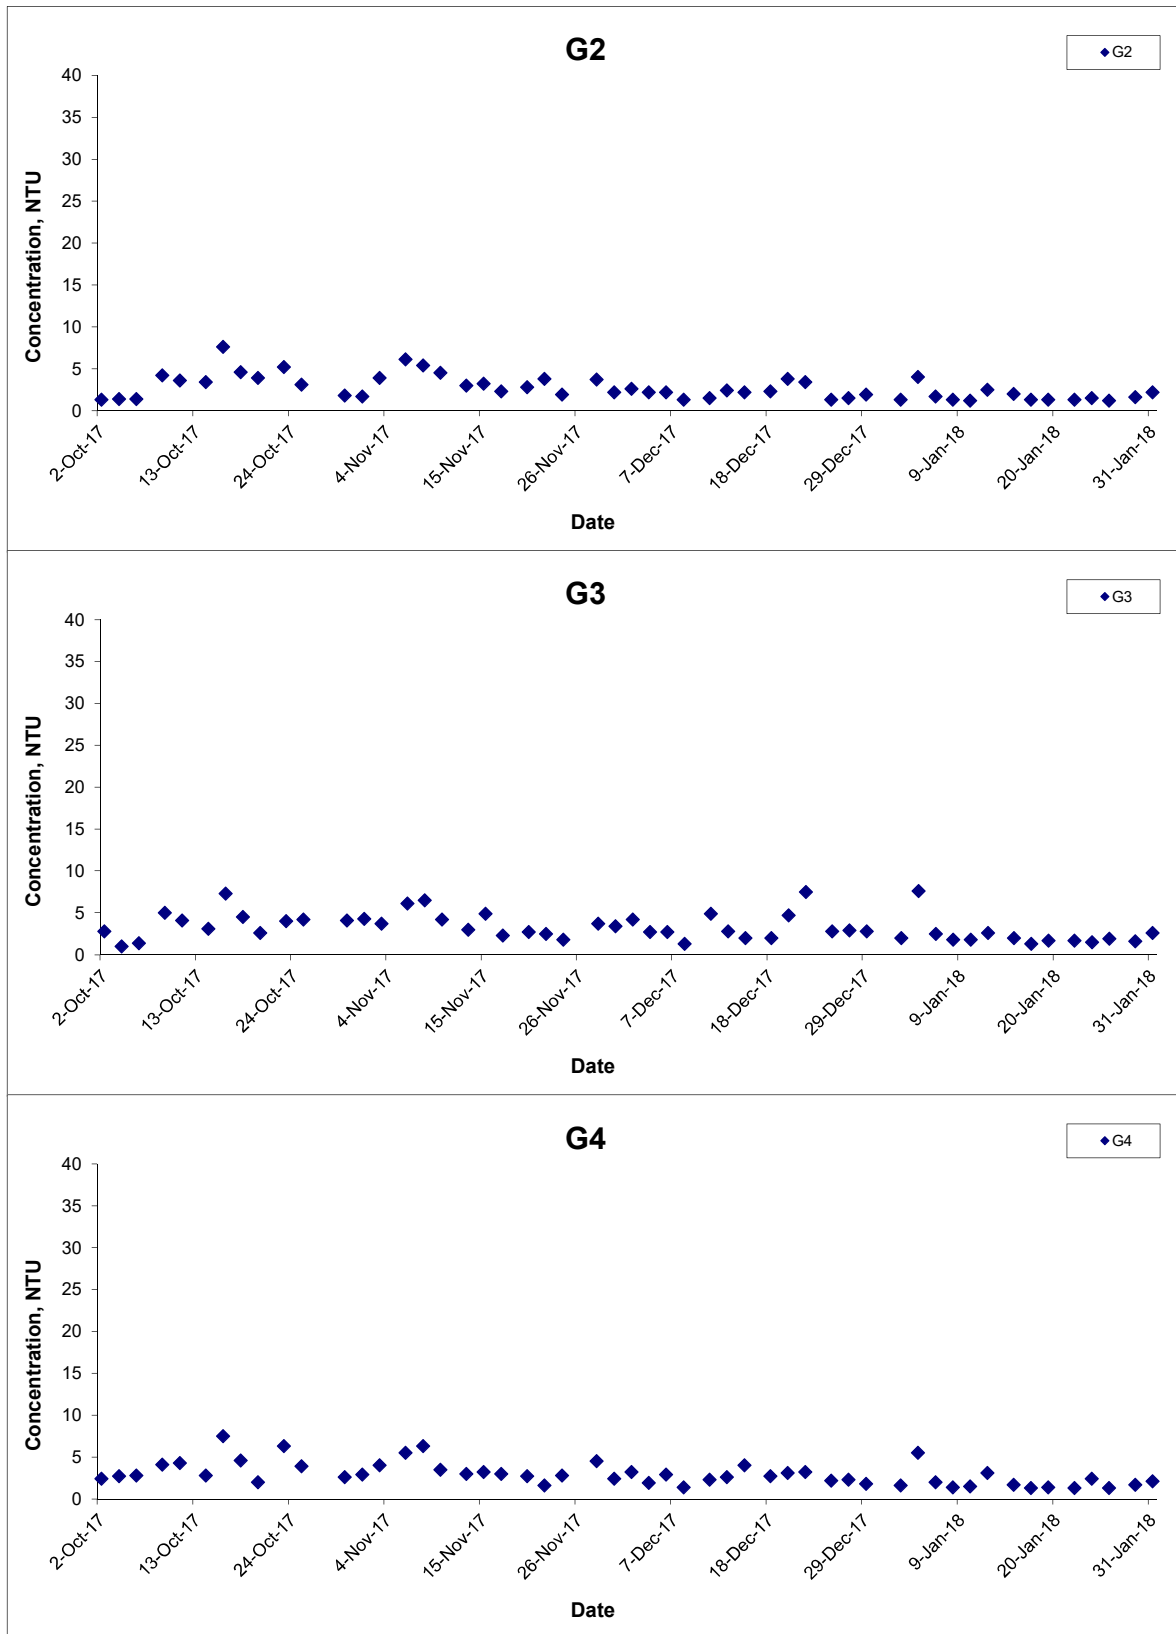 G2
G2
40
35
30
25
20
15
10
5
0
Concentration, NTU
2-Oct-17
13-Oct-17
24-Oct-17
4-Nov-17
15-Nov-17
26-Nov-17
7-Dec-17
18-Dec-17
29-Dec-17
9-Jan-18
20-Jan-18
31-Jan-18
Date
G3
G3
40
35
30
25
20
15
10
5
0
Concentration, NTU
2-Oct-17
13-Oct-17
24-Oct-17
4-Nov-17
15-Nov-17
26-Nov-17
7-Dec-17
18-Dec-17
29-Dec-17
9-Jan-18
20-Jan-18
31-Jan-18
Date
G4
G4
40
35
30
25
20
15
10
5
0
Concentration, NTU
2-Oct-17
13-Oct-17
24-Oct-17
4-Nov-17
15-Nov-17
26-Nov-17
7-Dec-17
18-Dec-17
29-Dec-17
9-Jan-18
20-Jan-18
31-Jan-18
Date